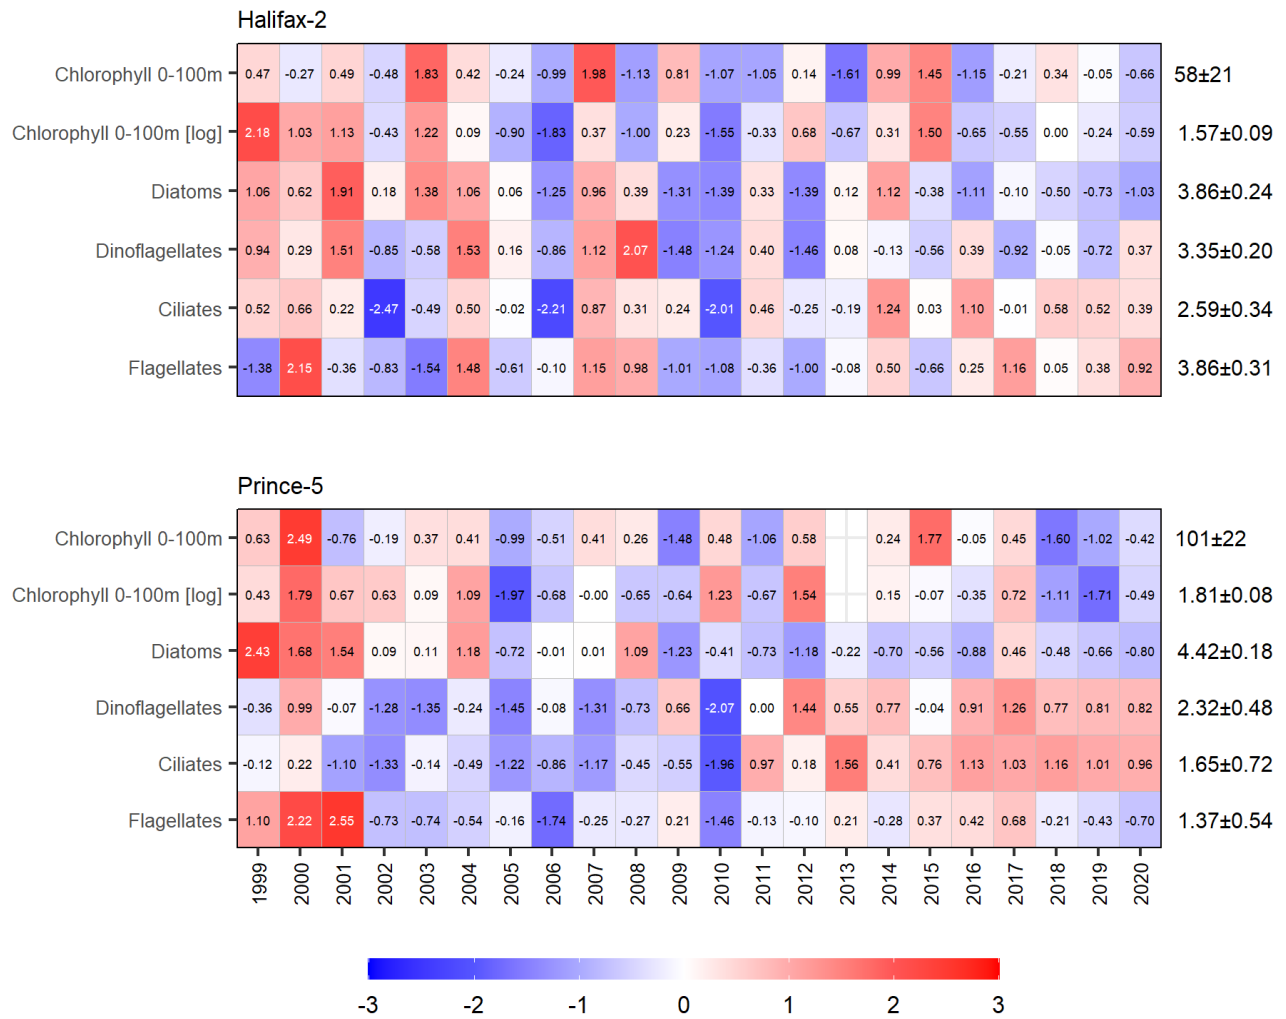 Halifax-2
Chlorophyll 0-100m 0.47 -0.27 0.49 -0.48 1.83 0.42 -0.24 -0.99 1.98 -1.13 0.81 -1.07 -1.05 0.14 -1.61 0.99 1.45 -1.15 -0.21 0.34 -0.05 -0.66 58±21
Chlorophyll 0-100m [log] 2.18 1.03 1.13 -0.43 1.22 0.09 -0.90 -1.83 0.37 -1.00 0.23 -1.55 -0.33 0.68 -0.67 0.31 1.50 -0.65 -0.55 0.00 -0.24 -0.59 1.57±0.09
Diatoms 1.06 0.62 1.91 0.18 1.38 1.06 0.06 -1.25 0.96 0.39 -1.31 -1.39 0.33 -1.39 0.12 1.12 -0.38 -1.11 -0.10 -0.50 -0.73 -1.03 3.86±0.24
Dinoflagellates 0.94 0.29 1.51 -0.85 -0.58 1.53 0.16 -0.86 1.12 2.07 -1.48 -1.24 0.40 -1.46 0.08 -0.13 -0.56 0.39 -0.92 -0.05 -0.72 0.37 3.35±0.20
Ciliates 0.52 0.66 0.22 -2.47 -0.49 0.50 -0.02 -2.21 0.87 0.31 0.24 -2.01 0.46 -0.25 -0.19 1.24 0.03 1.10 -0.01 0.58 0.52 0.39 2.59±0.34
Flagellates -1.38 2.15 -0.36 -0.83 -1.54 1.48 -0.61 -0.10 1.15 0.98 -1.01 -1.08 -0.36 -1.00 -0.08 0.50 -0.66 0.25 1.16 0.05 0.38 0.92 3.86±0.31
Prince-5
Chlorophyll 0-100m 0.63 2.49 -0.76 -0.19 0.37 0.41 -0.99 -0.51 0.41 0.26 -1.48 0.48 -1.06 0.58 0.24 1.77 -0.05 0.45 -1.60 -1.02 -0.42 101±22
Chlorophyll 0-100m [log] 0.43 1.79 0.67 0.63 0.09 1.09 -1.97 -0.68 -0.00 -0.65 -0.64 1.23 -0.67 1.54 0.15 -0.07 -0.35 0.72 -1.11 -1.71 -0.49 1.81±0.08
Diatoms 2.43 1.68 1.54 0.09 0.11 1.18 -0.72 -0.01 0.01 1.09 -1.23 -0.41 -0.73 -1.18 -0.22 -0.70 -0.56 -0.88 0.46 -0.48 -0.66 -0.80 4.42±0.18
Dinoflagellates -0.36 0.99 -0.07 -1.28 -1.35 -0.24 -1.45 -0.08 -1.31 -0.73 0.66 -2.07 0.00 1.44 0.55 0.77 -0.04 0.91 1.26 0.77 0.81 0.82 2.32±0.48
Ciliates -0.12 0.22 -1.10 -1.33 -0.14 -0.49 -1.22 -0.86 -1.17 -0.45 -0.55 -1.96 0.97 0.18 1.56 0.41 0.76 1.13 1.03 1.16 1.01 0.96 1.65±0.72
Flagellates 1.10 2.22 2.55 -0.73 -0.74 -0.54 -0.16 -1.74 -0.25 -0.27 0.21 -1.46 -0.13 -0.10 0.21 -0.28 0.37 0.42 0.68 -0.21 -0.43 -0.70 1.37±0.54
1999 2000 2001 2002 2003 2004 2005 2006 2007 2008 2009 2010 2011 2012 2013 2014 2015 2016 2017 2018 2019 2020
-3 -2 -1 0 1 2 3